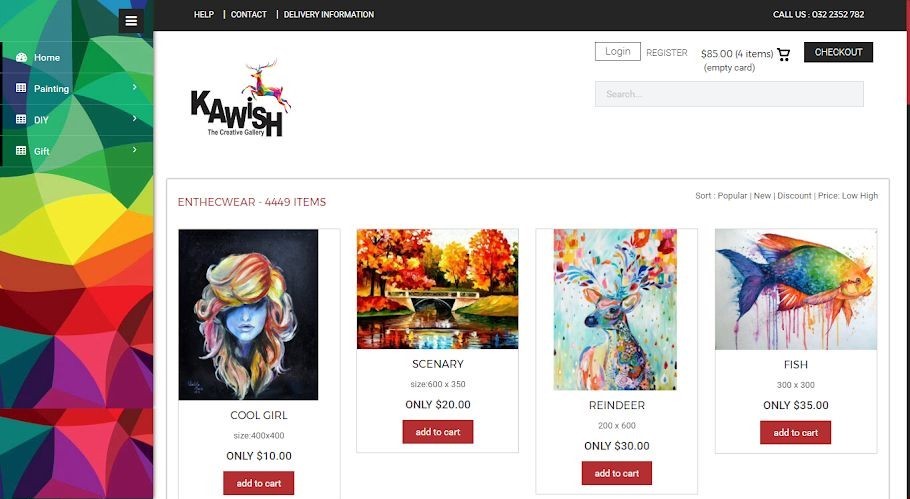 HELP | CONTACT | DELIVERY INFORMATION
CALL US : 032 2352 782
Home
Painting
DIY
Gift
KAWiSH
The Creative Gallery
Login
REGISTER
$85.00 (4 items)
(empty card)
CHECKOUT
Search...
ENTHECWEAR - 4449 ITEMS
Sort : Popular | New | Discount | Price: Low High
COOL GIRL
size:400x400
ONLY $10.00
add to cart
SCENARY
size:600 x 350
ONLY $20.00
add to cart
REINDEER
200 x 600
ONLY $30.00
add to cart
FISH
300 x 300
ONLY $35.00
add to cart